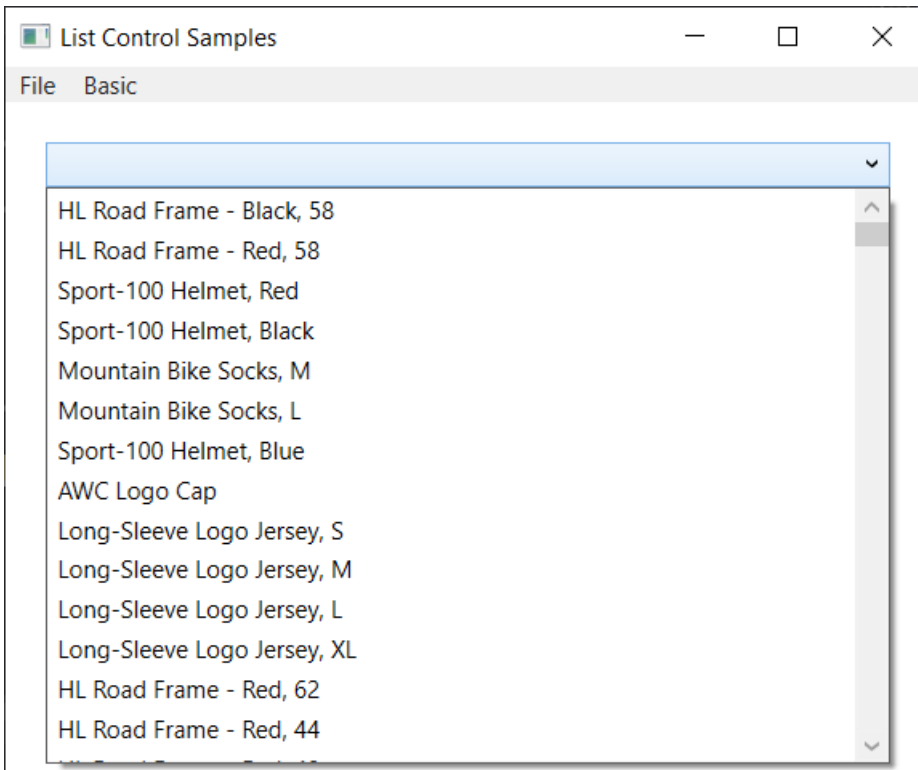 List Control Samples
File Basic
HL Road Frame - Black, 58
HL Road Frame - Red, 58
Sport-100 Helmet, Red
Sport-100 Helmet, Black
Mountain Bike Socks, M
Mountain Bike Socks, L
Sport-100 Helmet, Blue
AWC Logo Cap
Long-Sleeve Logo Jersey, S
Long-Sleeve Logo Jersey, M
Long-Sleeve Logo Jersey, L
Long-Sleeve Logo Jersey, XL
HL Road Frame - Red, 62
HL Road Frame - Red, 44